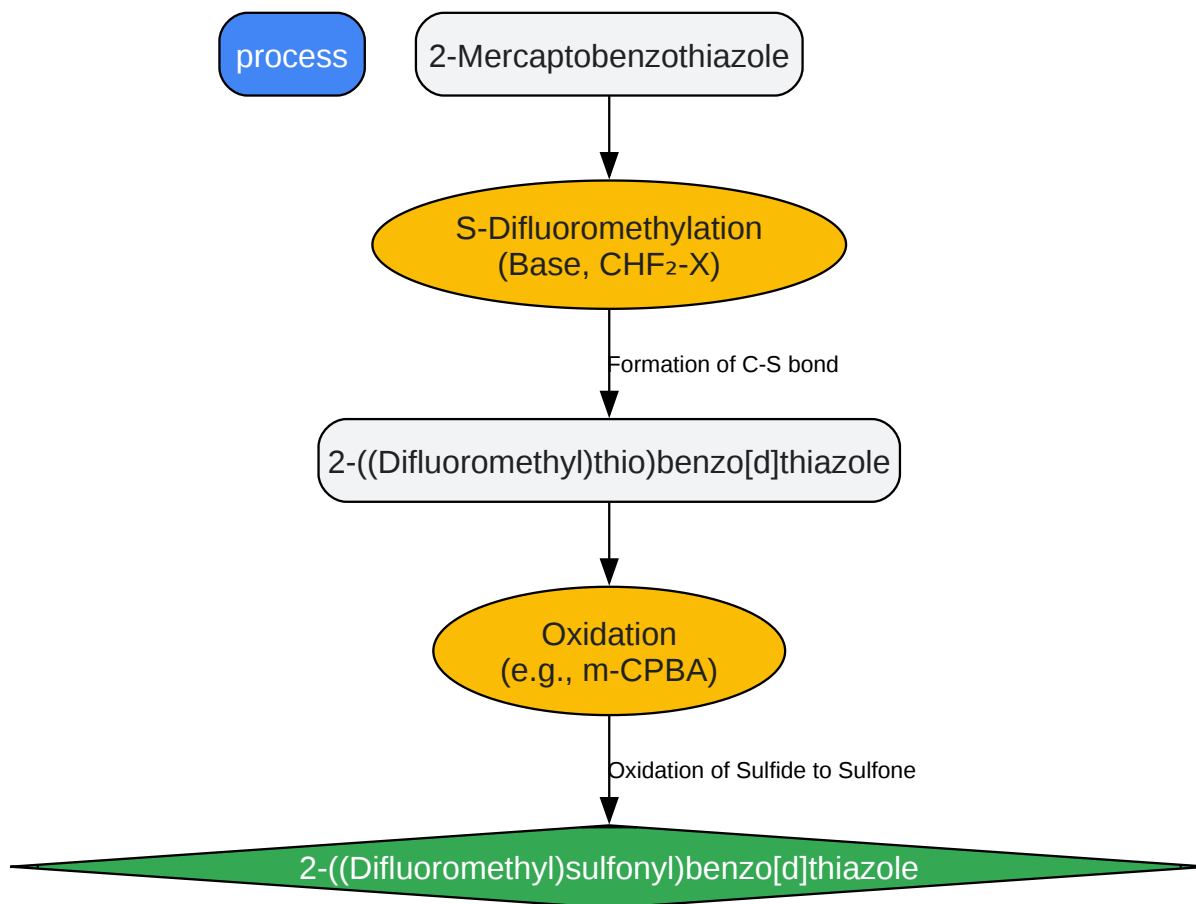 process
2-Mercaptobenzothiazole
S-Difluoromethylation
(Base, CHF₂-X)
Formation of C-S bond
2-((Difluoromethyl)thio)benzo[d]thiazole
Oxidation
(e.g., m-CPBA)
Oxidation of Sulfide to Sulfone
2-((Difluoromethyl)sulfonyl)benzo[d]thiazole